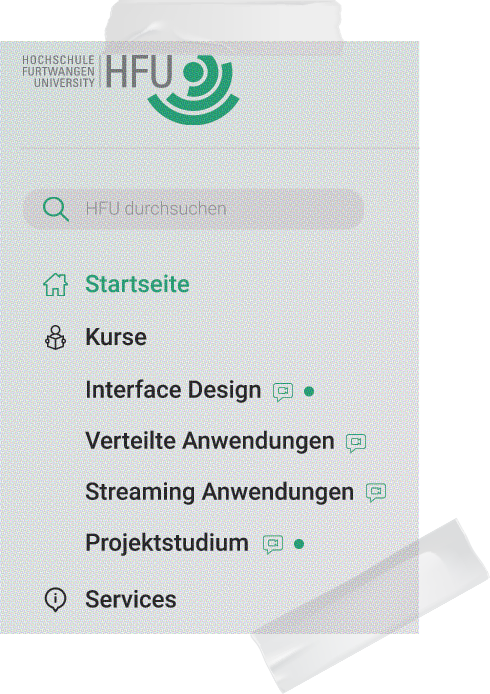 HOCHSCHULE
FURTWANGEN
UNIVERSITY
HFU
HFU durchsuchen
Startseite
Kurse
Interface Design
Verteilte Anwendungen
Streaming Anwendungen
Projektstudium
Services